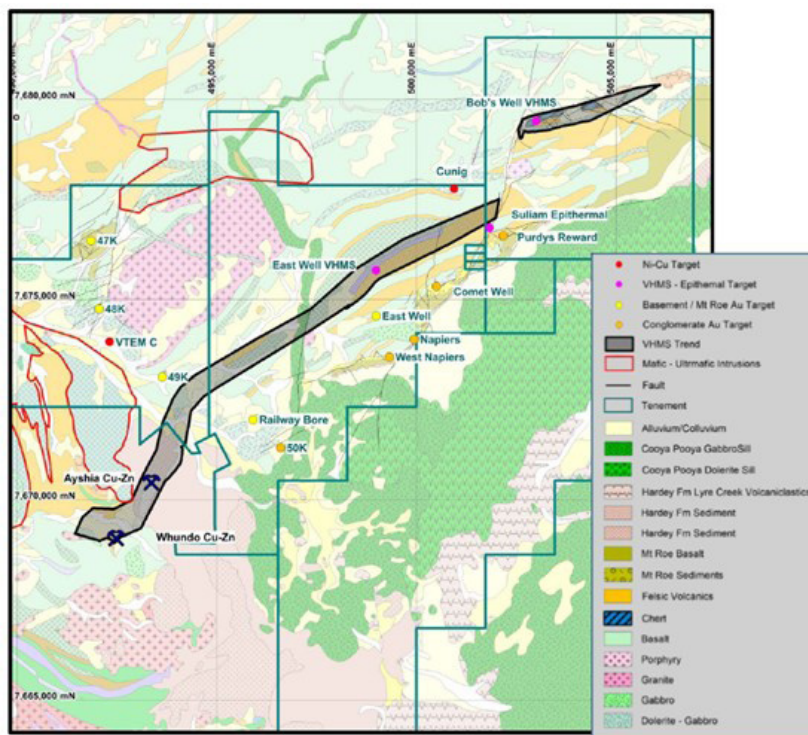 495,000 mE
500,000 mE
505,000 mE
7,680,000 mN
Bob's Well VHMS
Cunig
Suliam Epithermal
47K
Purdys Reward
East Well VHMS
7,675,000 mN
Comet Well
48K
East Well
VTEM C
Napiers
West Napiers
49K
Railway Bore
50K
Ayshia Cu-Zn
7,670,000 mN
Whundo Cu-Zn
7,665,000 mN
Ni-Cu Target
VHMS - Epithemal Target
Basement / Mt Roe Au Target
Conglomerate Au Target
VHMS Trend
Mafic - Ultrmatic Intrusions
Fault
Tenement
Alluvium/Colluvium
Cooya Pooya GabbroSill
Cooya Pooya Dolerite Sill
Hardey Fm Lyre Creek Volcaniclastics
Hardey Fm Sediment
Hardey Fm Sediment
Mt Roe Basalt
Mt Roe Sediments
Felsic Volcanics
Chert
Basalt
Porphyry
Granite
Gabbro
Dolerite - Gabbro